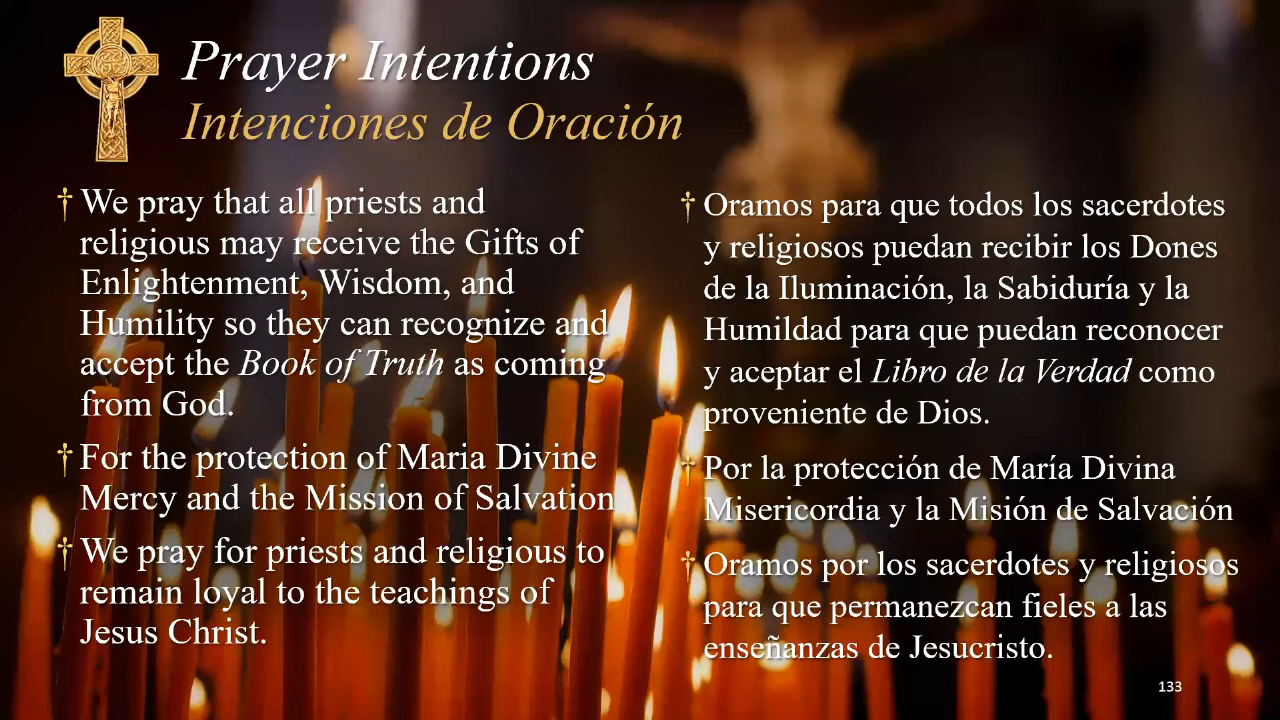 Prayer Intentions
Intenciones de Oración
† We pray that all priests and
religious may receive the Gifts of
Enlightenment, Wisdom, and
Humility so they can recognize and
accept the Book of Truth as coming
from God.
† For the protection of Maria Divine
Mercy and the Mission of Salvation
† We pray for priests and religious to
remain loyal to the teachings of
Jesus Christ.
† Oramos para que todos los sacerdotes
y religiosos puedan recibir los Dones
de la Iluminación, la Sabiduría y la
Humildad para que puedan reconocer
y aceptar el Libro de la Verdad como
proveniente de Dios.
† Por la protección de María Divina
Misericordia y la Misión de Salvación
† Oramos por los sacerdotes y religiosos
para que permanezcan fieles a las
enseñanzas de Jesucristo.
133